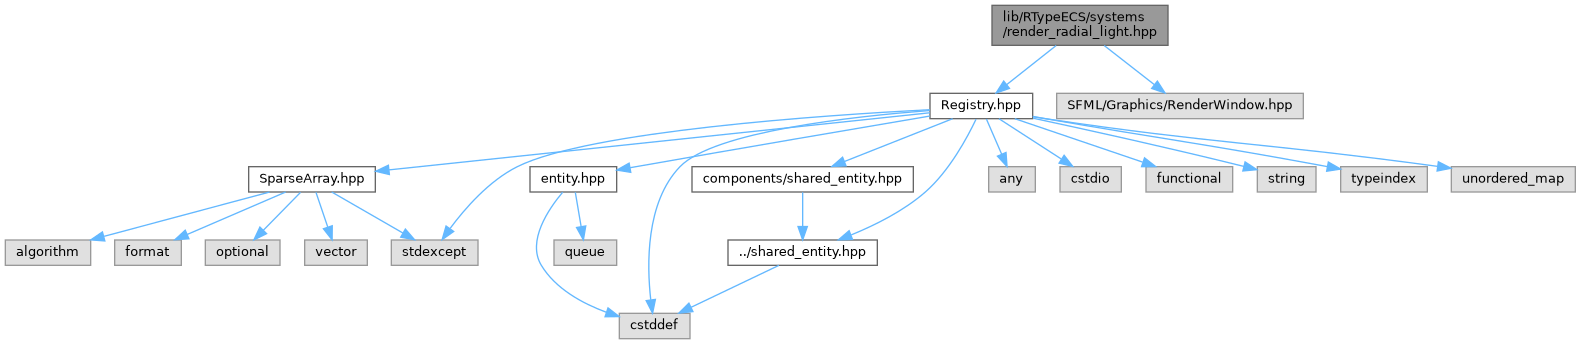 lib/RTypeECS/systems
/render_radial_light.hpp
Registry.hpp
SFML/Graphics/RenderWindow.hpp
SparseArray.hpp
entity.hpp
components/shared_entity.hpp
any
cstdio
functional
string
typeindex
unordered_map
algorithm
format
optional
vector
stdexcept
queue
../shared_entity.hpp
cstddef